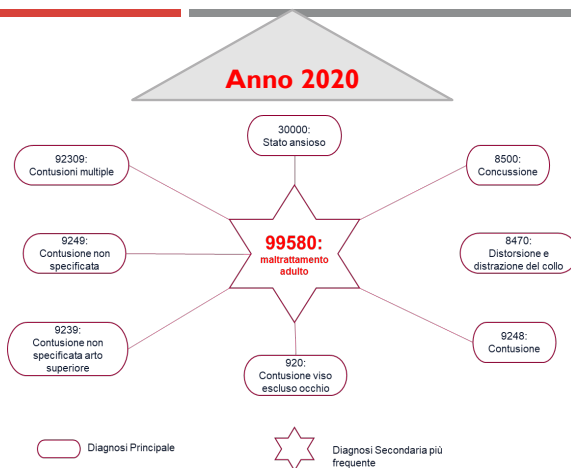 Anno 2020
30000:
Stato ansioso
92309:
Contusioni multiple
8500:
Concussione
9249:
Contusione non
specificata
99580:
maltrattamento
adulto
8470:
Distorsione e
distrazione del collo
9239:
Contusione non
specificata arto
superiore
9248:
Contusione
920:
Contusione viso
escluso occhio
Diagnosi Principale
Diagnosi Secondaria più
frequente